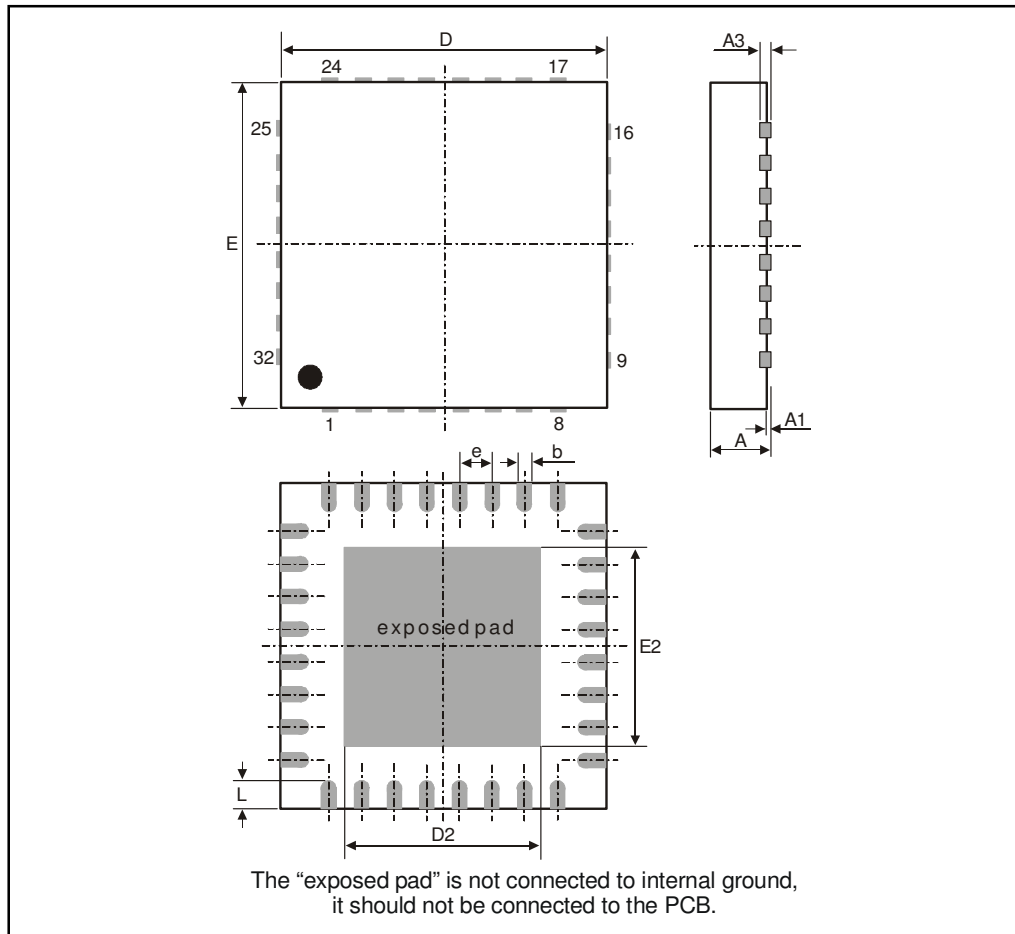 D
A3
24
17
25
16
E
32
9
1
8
A1
A
e
b
exposed pad
E2
L
D2
The “exposed pad” is not connected to internal ground,
it should not be connected to the PCB.